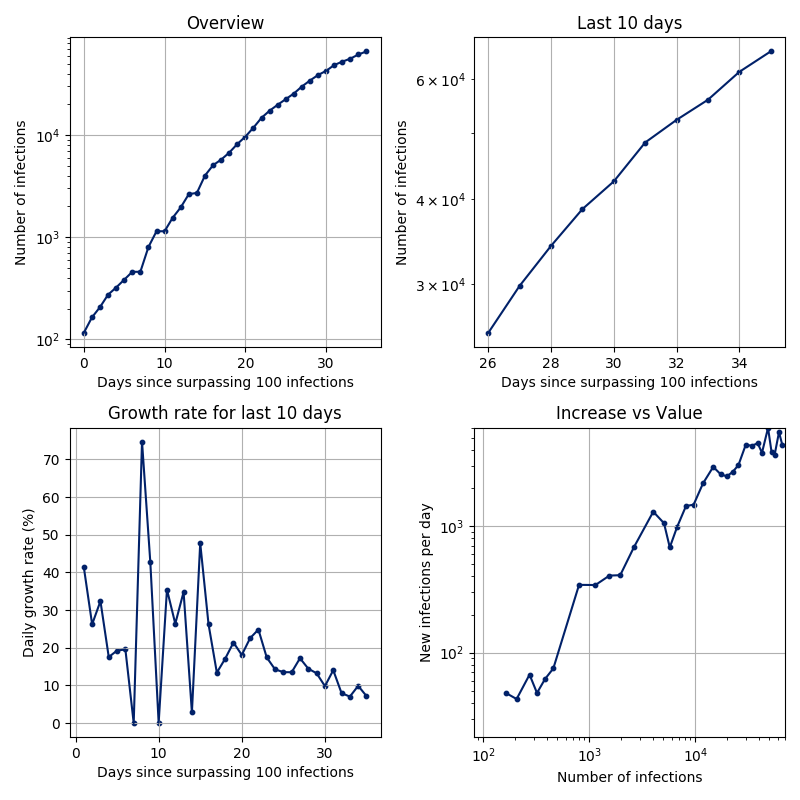 Overview
Number of infections
10⁴
10³
10²
0 10 20 30
Days since surpassing 100 infections
Last 10 days
Number of infections
6 × 10⁴
4 × 10⁴
3 × 10⁴
26 28 30 32 34
Days since surpassing 100 infections
Growth rate for last 10 days
Daily growth rate (%)
70
60
50
40
30
20
10
0
0 10 20 30
Days since surpassing 100 infections
Increase vs Value
New infections per day
10³
10²
10² 10³ 10⁴
Number of infections